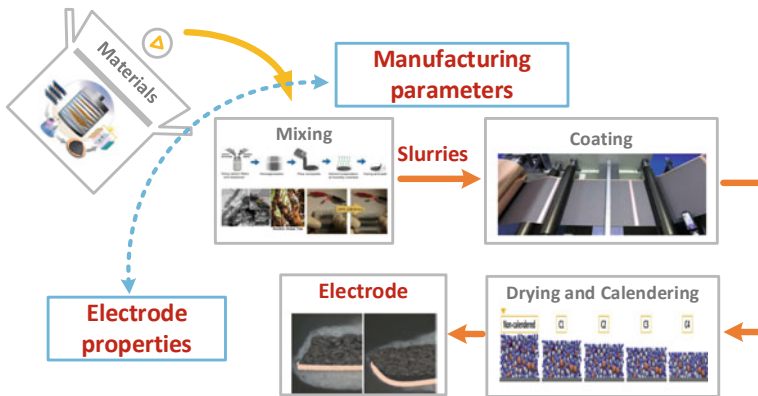 Materials
Manufacturing
parameters
Mixing
Slurries
Coating
Electrode
properties
Electrode
Drying and Calendering
Non-calendered
C1
C2
C3
C4